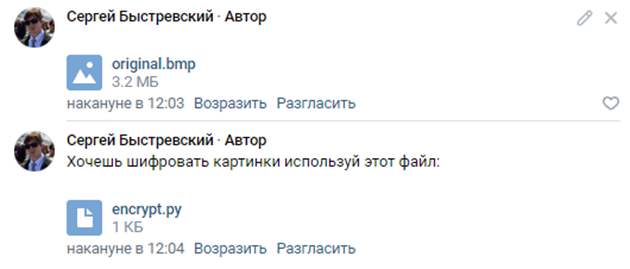 Сергей Быстревский · Автор
original.bmp
3.2 МБ
накануне в 12:03 Возразить Разгласить
Сергей Быстревский · Автор
Хочешь шифровать картинки используй этот файл:
encrypt.py
1 КБ
накануне в 12:04 Возразить Разгласить